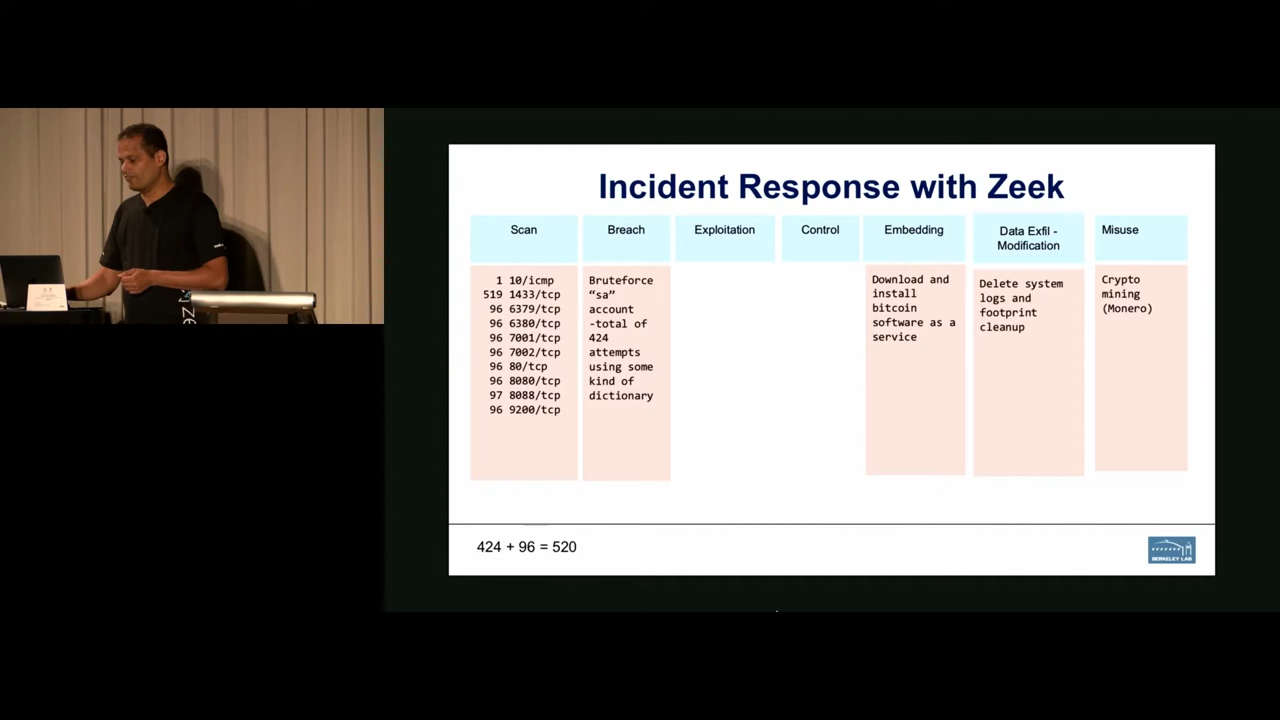 Incident Response with Zeek
Scan
Breach
Exploitation
Control
Embedding
Data Exfil -
Modification
Misuse
1 10/icmp
519 1433/tcp
96 6379/tcp
96 6380/tcp
96 7001/tcp
96 7002/tcp
96 80/tcp
96 8080/tcp
97 8088/tcp
96 9200/tcp
Bruteforce
“sa”
account
-total of
424
attempts
using some
kind of
dictionary
Download and
install
bitcoin
software as a
service
Delete system
logs and
footprint
cleanup
Crypto
mining
(Monero)
424 + 96 = 520
BERKELEY LAB